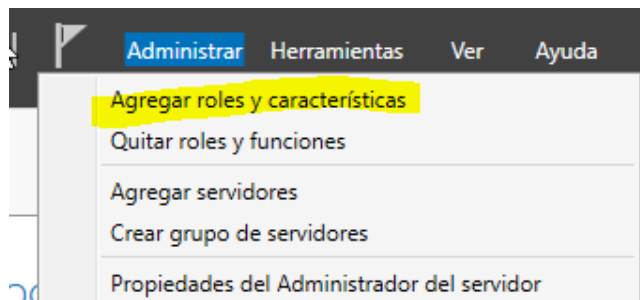 Administrar Herramientas Ver Ayuda
Agregar roles y características
Quitar roles y funciones
Agregar servidores
Crear grupo de servidores
Propiedades del Administrador del servidor